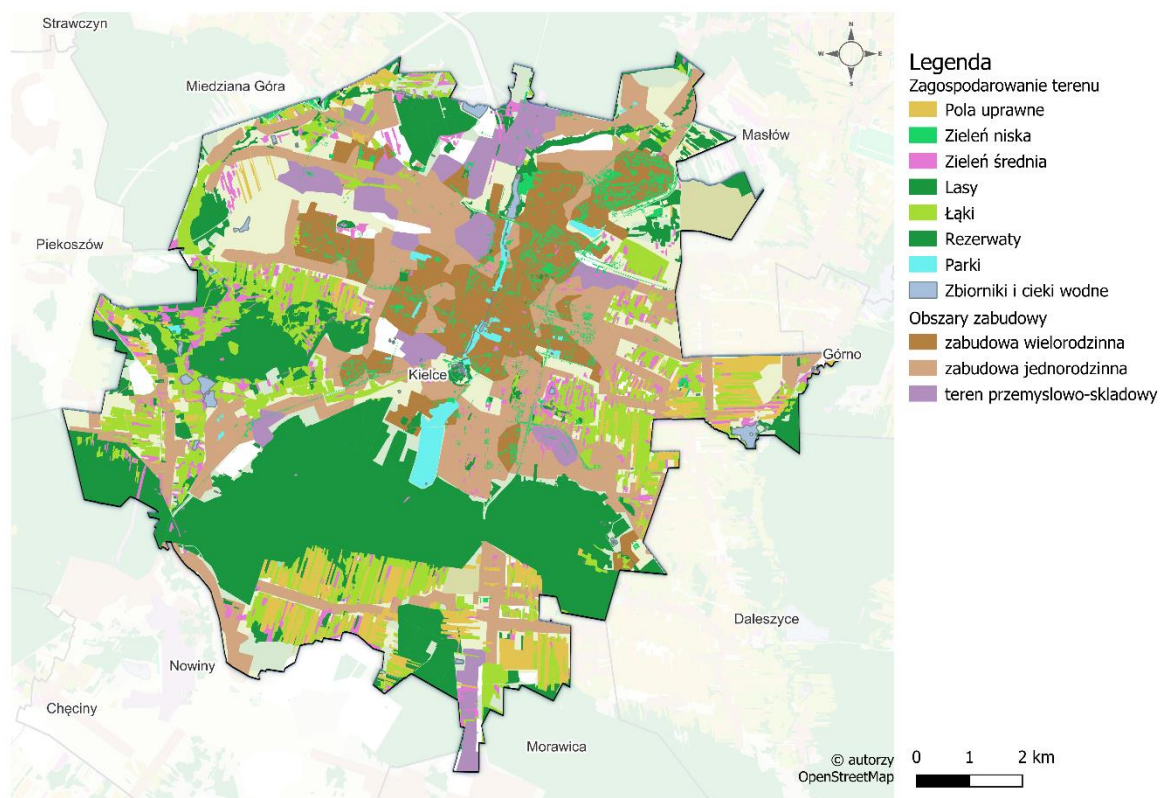 Strawczyn
N
W
E
S
Miedziana Góra
Masłów
Piekoszów
Górno
Kielce
Daleszyce
Nowiny
Chęciny
Morawica
© autorzy
OpenStreetMap
Legenda
Zagospodarowanie terenu
Pola uprawne
Zieleń niska
Zieleń średnia
Lasy
Łąki
Rezerwaty
Parki
Zbiorniki i cieki wodne
Obszary zabudowy
zabudowa wielorodzinna
zabudowa jednorodzinna
teren przemyslowo-skladowy
0 1 2 km